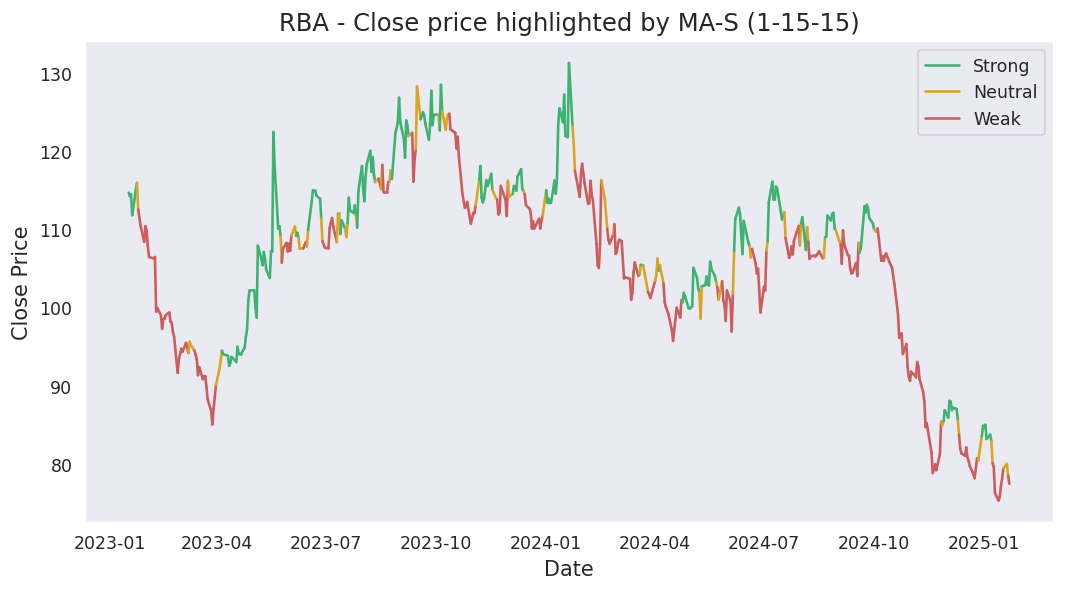 RBA - Close price highlighted by MA-S (1-15-15)
Strong
Neutral
Weak
Close Price
130
120
110
100
90
80
2023-01 2023-04 2023-07 2023-10 2024-01 2024-04 2024-07 2024-10 2025-01
Date